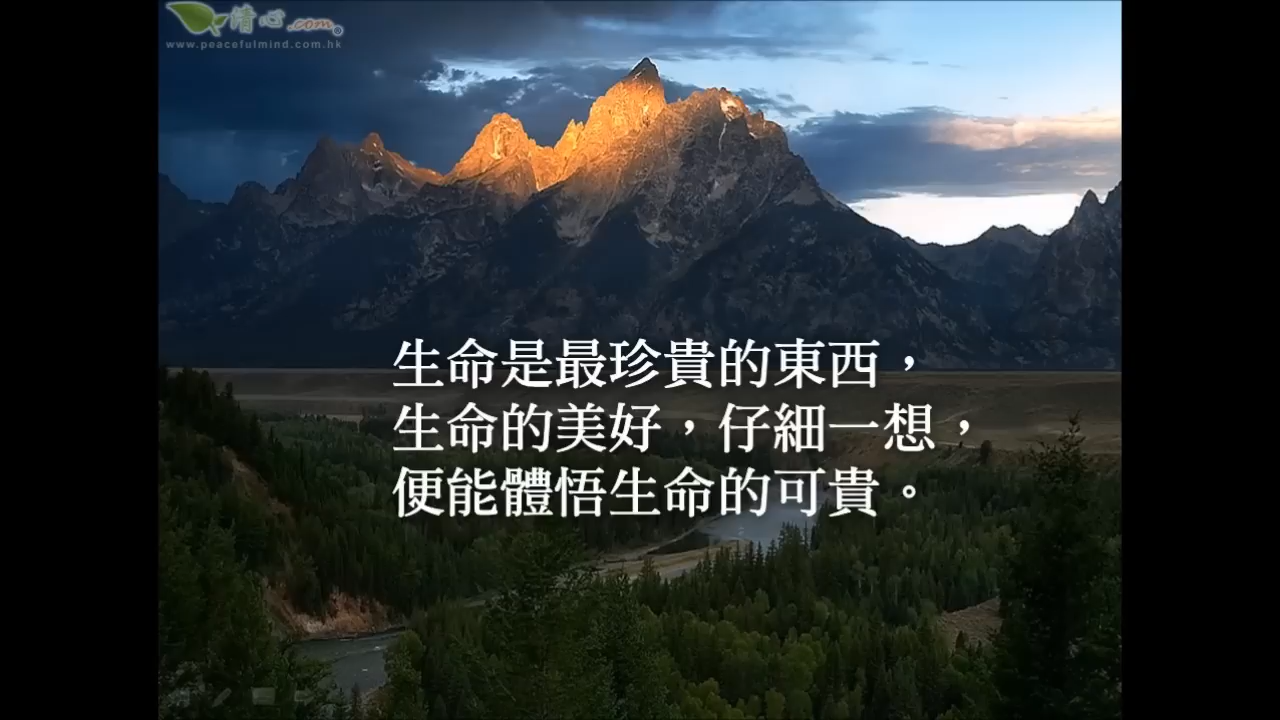 清心.com
www.peacefulmind.com.hk
生命是最珍貴的東西，
生命的美好，仔細一想，
便能體悟生命的可貴。